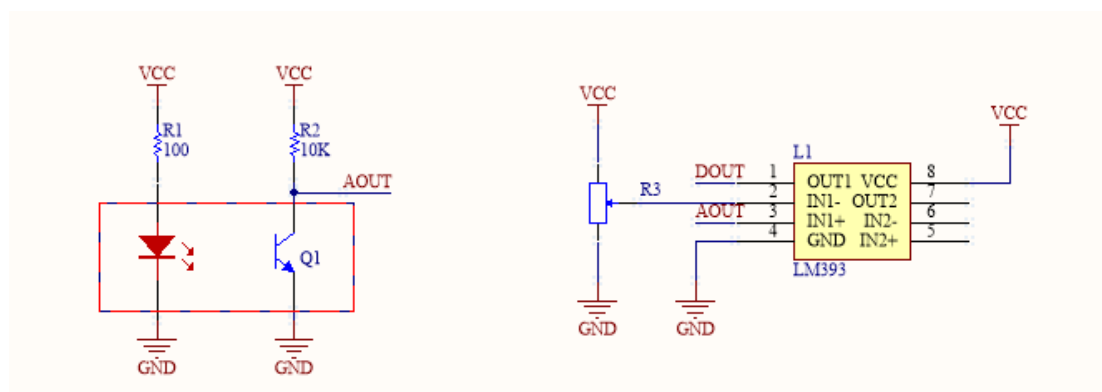 VCC
VCC
R1
100
R2
10K
AOUT
Q1
GND
GND
VCC
VCC
L1
DOUT 1 OUT1 VCC 8
R3 2 IN1- OUT2 7
AOUT 3 IN1+ IN2- 6
4 GND IN2+ 5
LM393
GND
GND